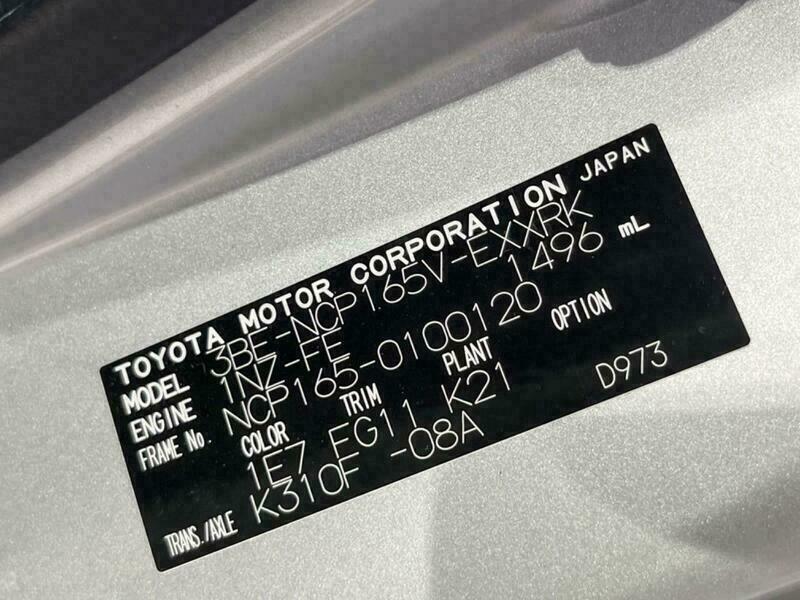 TOYOTA MOTOR CORPORATION JAPAN
MODEL 3BE-NCP165V-EXXRK
ENGINE 1NZ-FE 1496 mL
FRAME No. NCP165-0100120
COLOR TRIM PLANT OPTION
1E7 FG11 K21 D973
TRANS./AXLE K310F -08A